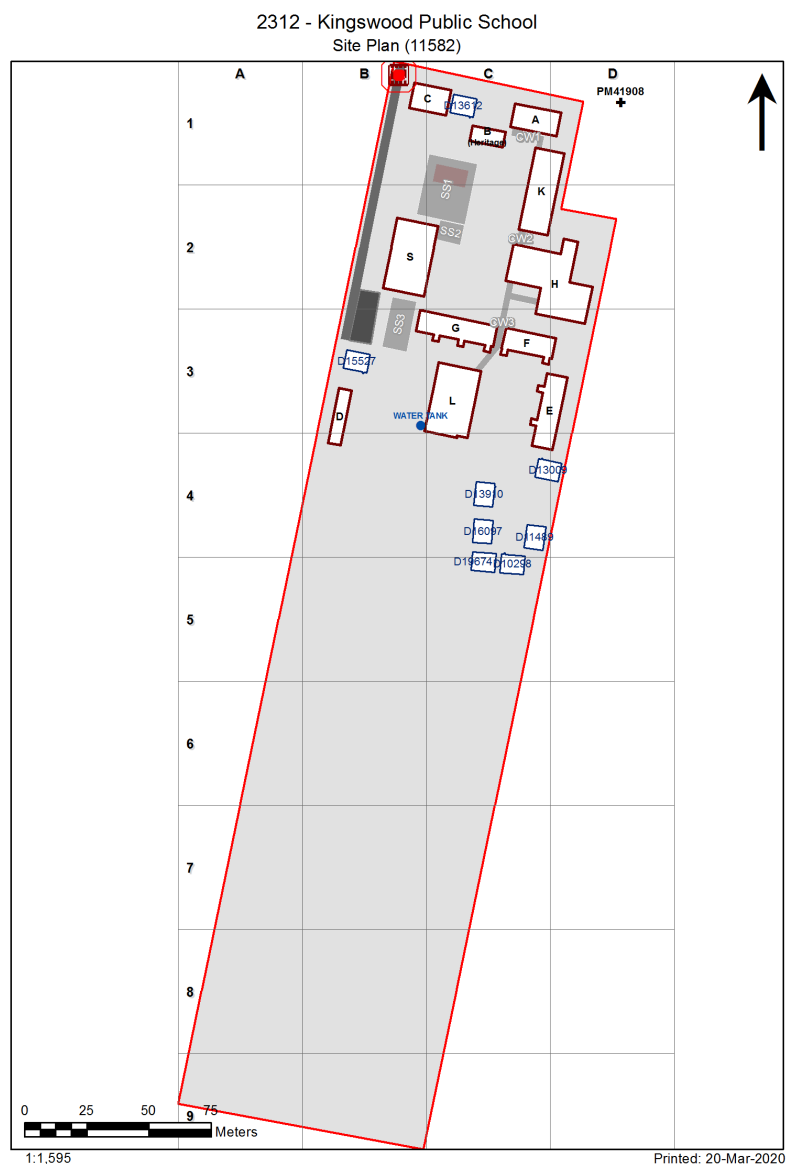 2312 - Kingswood Public School
Site Plan (11582)
A B C D
PM41908
C
D13612
A
1
B
(Heritage)
CW1
K
SS1
SS2
CW2
2
S
H
SS3
G
CW3
F
D15527
3
L
E
D
WATER TANK
D13009
4
D13910
D16097
D11489
D19674
D10298
5
6
7
8
9
0 25 50 75
Meters
1:1,595
Printed: 20-Mar-2020